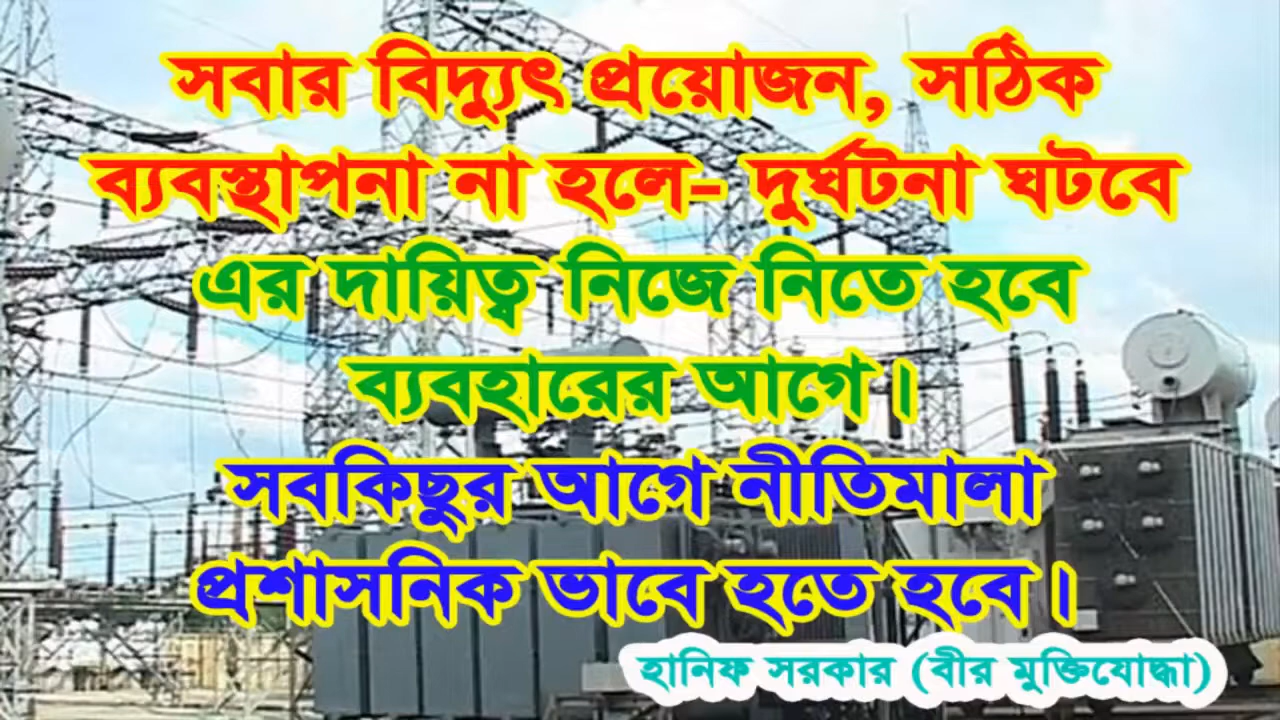 সবার বিদ্যুৎ প্রয়োজন, সঠিক
ব্যবস্থাপনা না হলে- দুর্ঘটনা ঘটবে
এর দায়িত্ব নিজে নিতে হবে
ব্যবহারের আগে।
সবকিছুর আগে নীতিমালা
প্রশাসনিক ভাবে হতে হবে।
হানিফ সরকার (বীর মুক্তিযোদ্ধা)